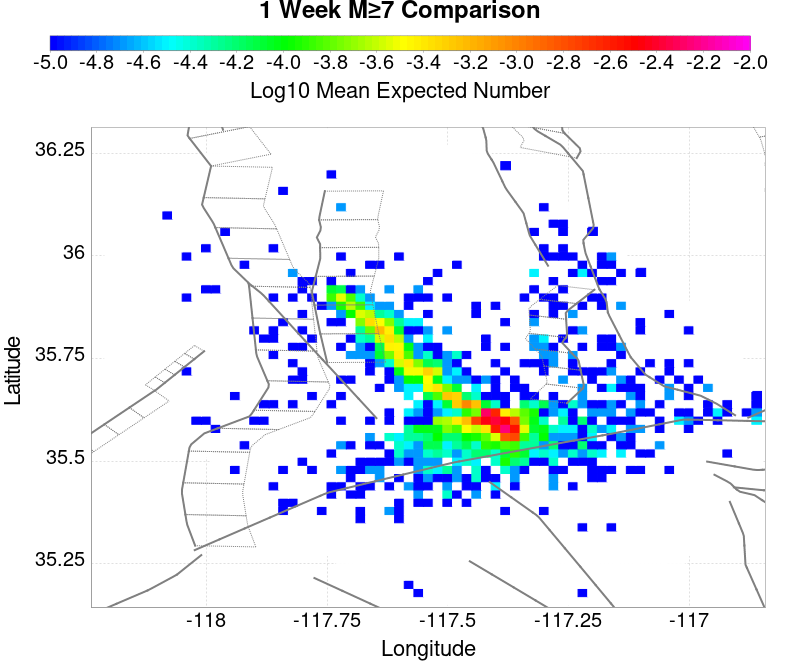 1 Week M≥7 Comparison
-5.0 -4.8 -4.6 -4.4 -4.2 -4.0 -3.8 -3.6 -3.4 -3.2 -3.0 -2.8 -2.6 -2.4 -2.2 -2.0
Log10 Mean Expected Number
36.25
36
35.75
35.5
35.25
Latitude
-118 -117.75 -117.5 -117.25 -117
Longitude